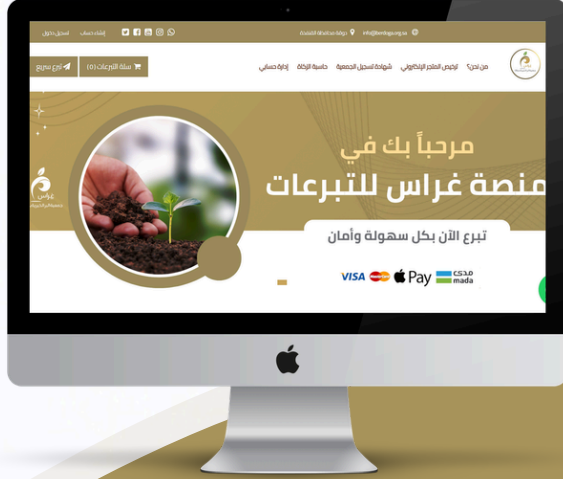 إنشاء حساب تسجيل دخول
من نحن؟ ترخيص المتجر الإلكتروني شهادة تسجيل الجمعية حاسبة الزكاة إدارة حسابي
سلة التبرعات (0) تبرع سريع
مرحباً بك في
منصة غراس للتبرعات
غراس
تبرع الآن بكل سهولة وأمان
VISA Pay مدى mada